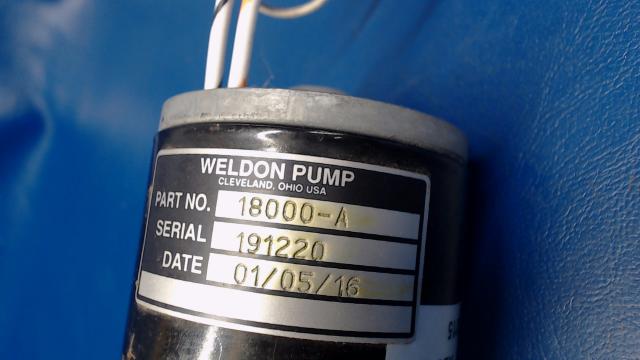 WELDON PUMP
CLEVELAND, OHIO USA
PART NO. 18000-A
SERIAL 191220
DATE 01/05/16